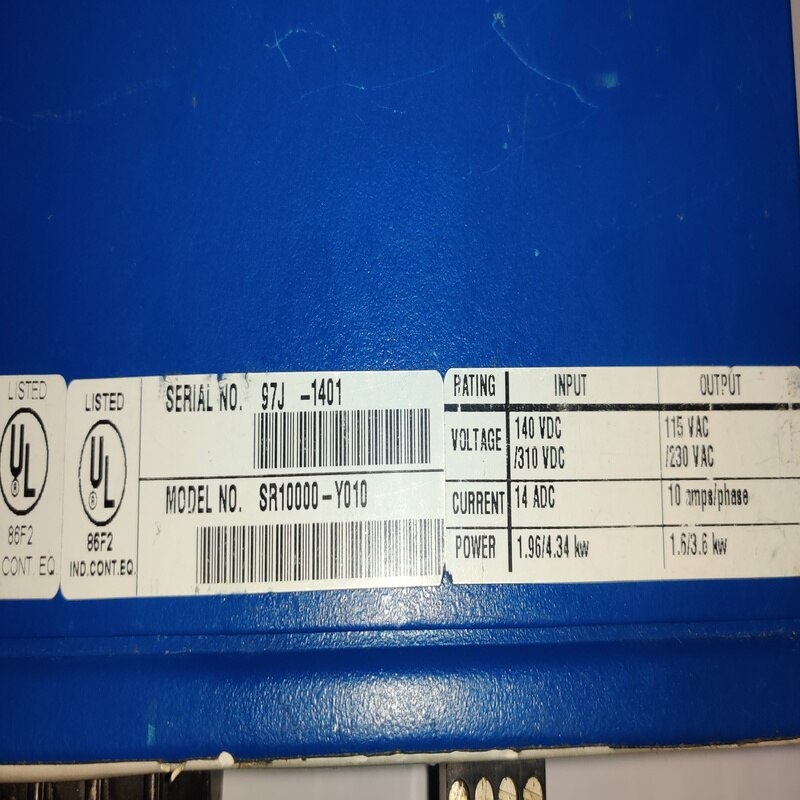 LISTED
UL
®
86F2
CONT. EQ.
LISTED
UL
®
86F2
IND.CONT.EQ.
SERIAL NO. 97J -1401
MODEL NO. SR10000-Y010
RATING INPUT OUTPUT
VOLTAGE 140 VDC 115 VAC
/310 VDC /230 VAC
CURRENT 14 ADC 10 amps/phase
POWER 1.96/4.34 kw 1.6/3.6 kw